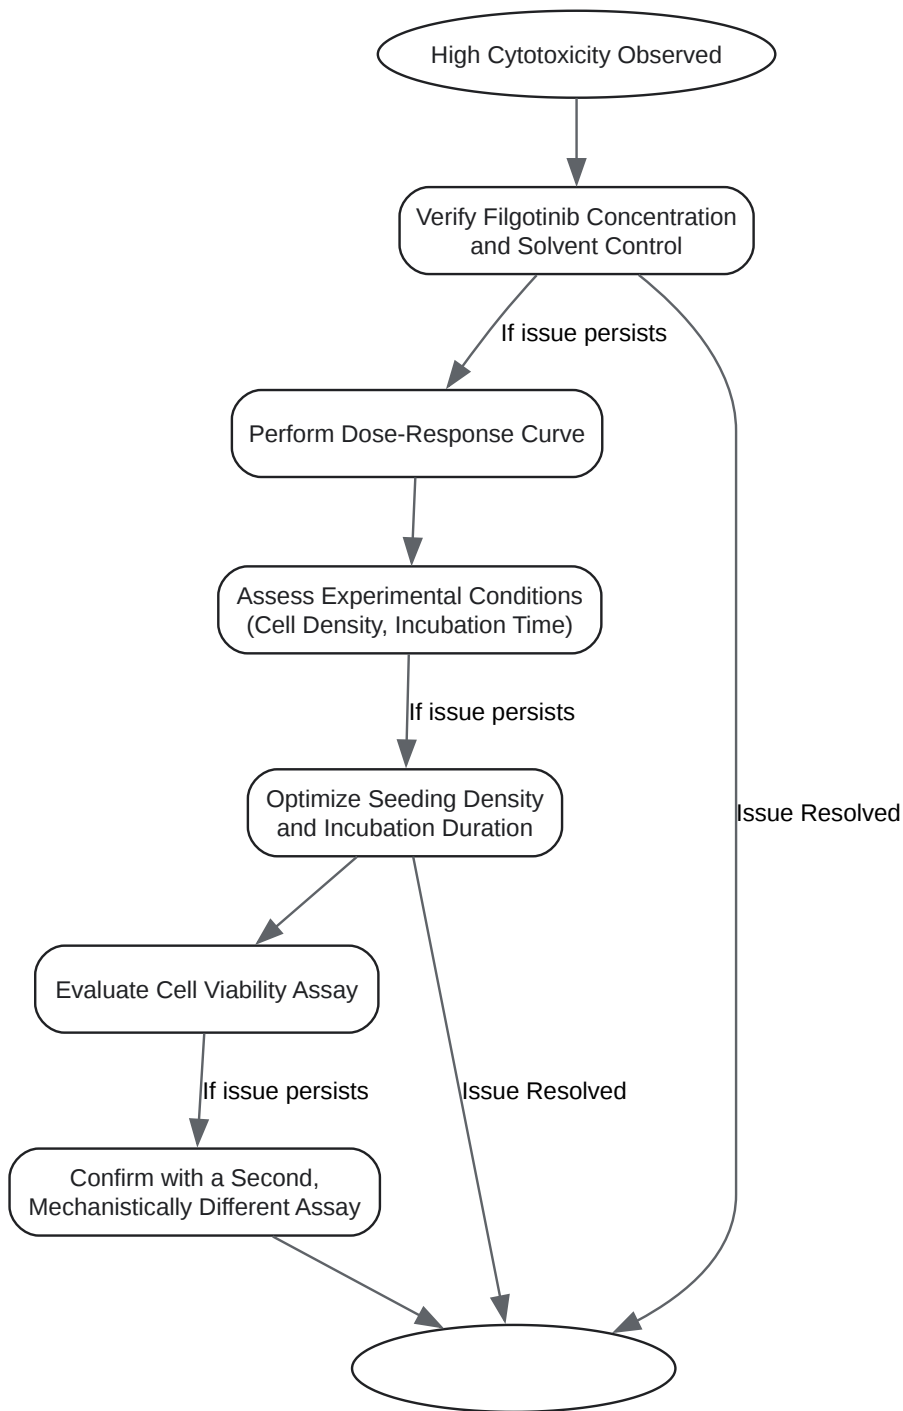 High Cytotoxicity Observed
Verify Filgotinib Concentration
and Solvent Control
If issue persists
Perform Dose-Response Curve
Assess Experimental Conditions
(Cell Density, Incubation Time)
If issue persists
Optimize Seeding Density
and Incubation Duration
Issue Resolved
Evaluate Cell Viability Assay
If issue persists
Issue Resolved
Confirm with a Second,
Mechanistically Different Assay